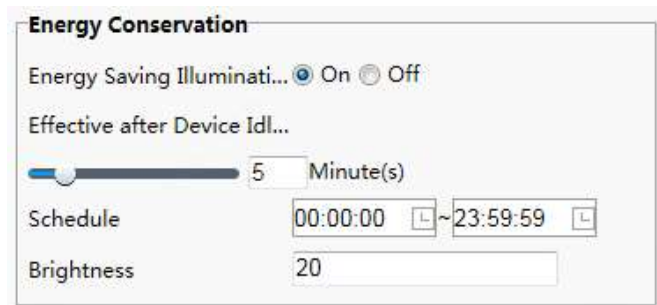 Energy Conservation
Energy Saving Illuminati... On Off
Effective after Device Idl...
5 Minute(s)
Schedule 00:00:00 ~ 23:59:59
Brightness 20